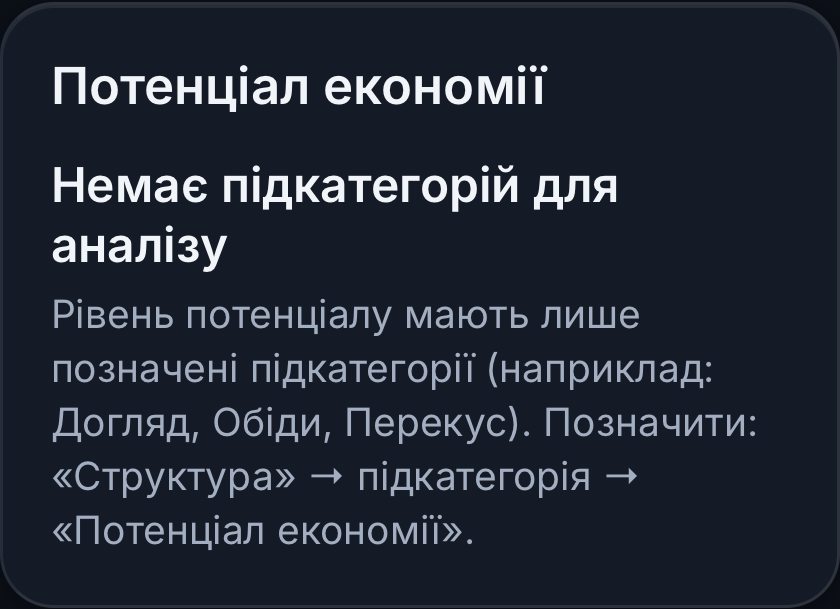 Потенціал економії
Немає підкатегорій для
аналізу
Рівень потенціалу мають лише
позначені підкатегорії (наприклад:
Догляд, Обіди, Перекус). Позначити:
«Структура» → підкатегорія →
«Потенціал економії».